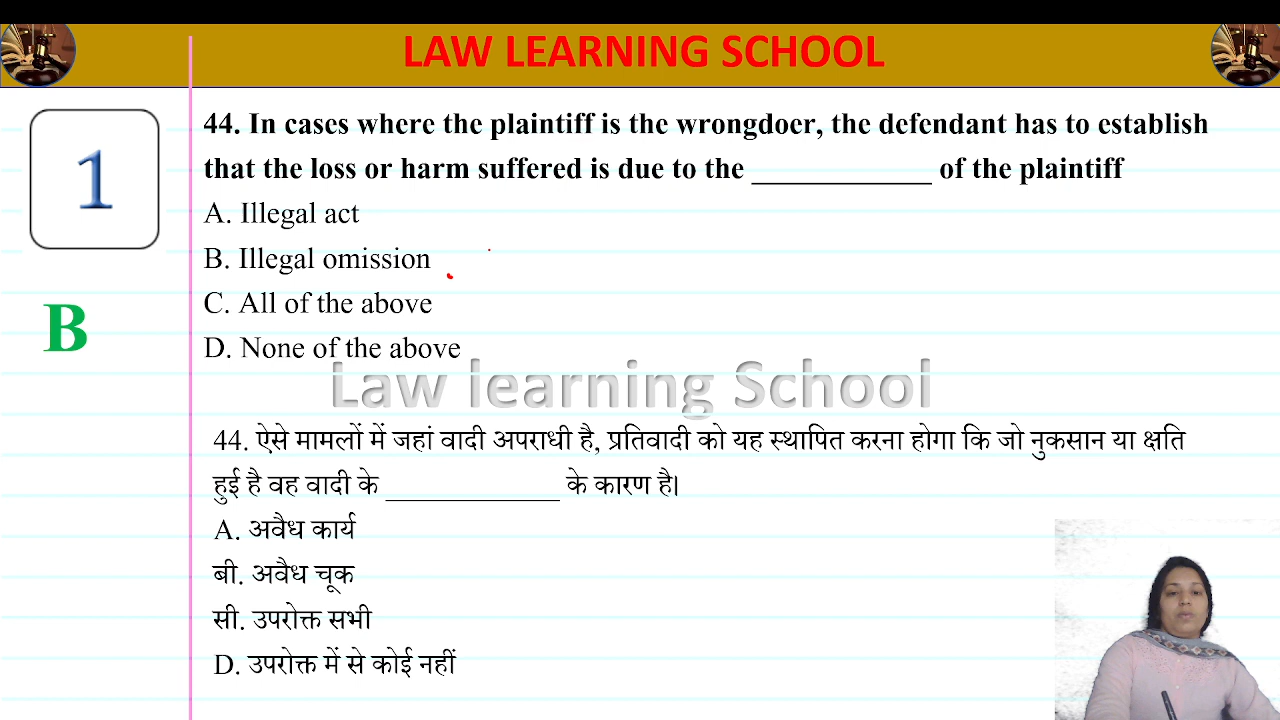 LAW LEARNING SCHOOL
1
B
44. In cases where the plaintiff is the wrongdoer, the defendant has to establish
that the loss or harm suffered is due to the _____________ of the plaintiff
A. Illegal act
B. Illegal omission
C. All of the above
D. None of the above
Law learning School
44. ऐसे मामलों में जहां वादी अपराधी है, प्रतिवादी को यह स्थापित करना होगा कि जो नुकसान या क्षति
हुई है वह वादी के _____________ के कारण है।
A. अवैध कार्य
बी. अवैध चूक
सी. उपरोक्त सभी
D. उपरोक्त में से कोई नहीं